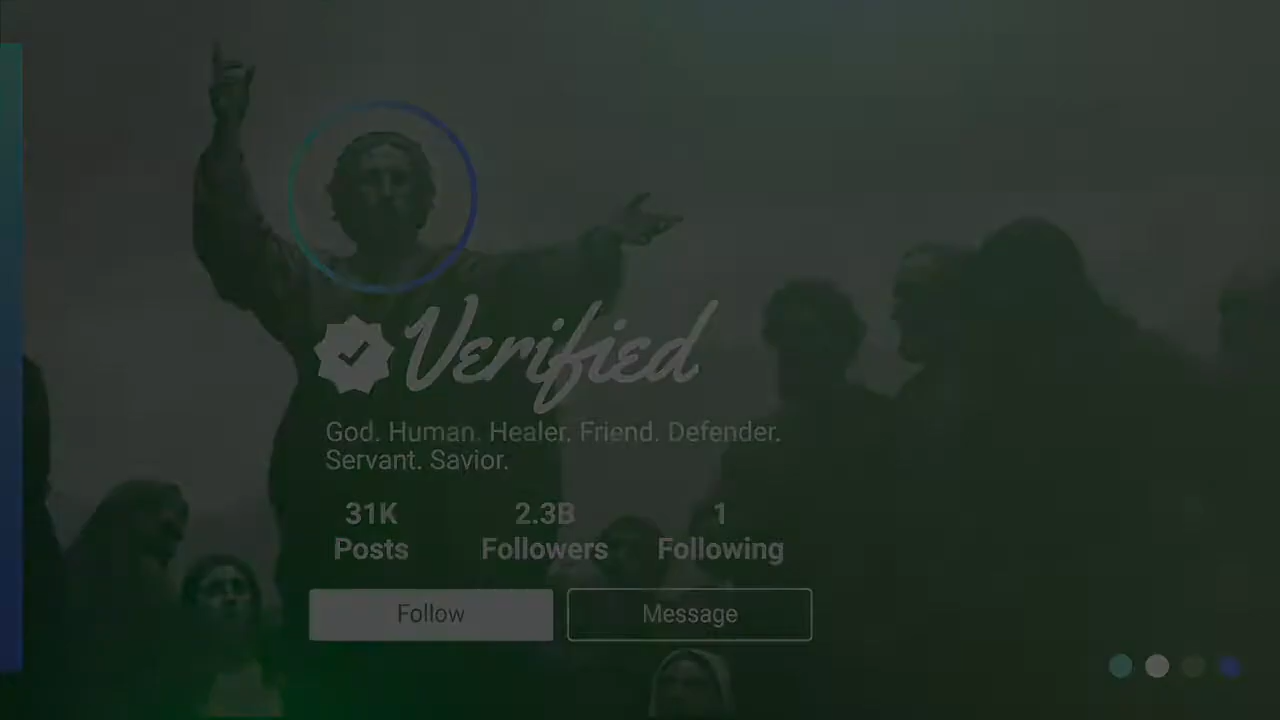 Verified
God. Human. Healer. Friend. Defender.
Servant. Savior.
31K 2.3B 1
Posts Followers Following
Follow Message